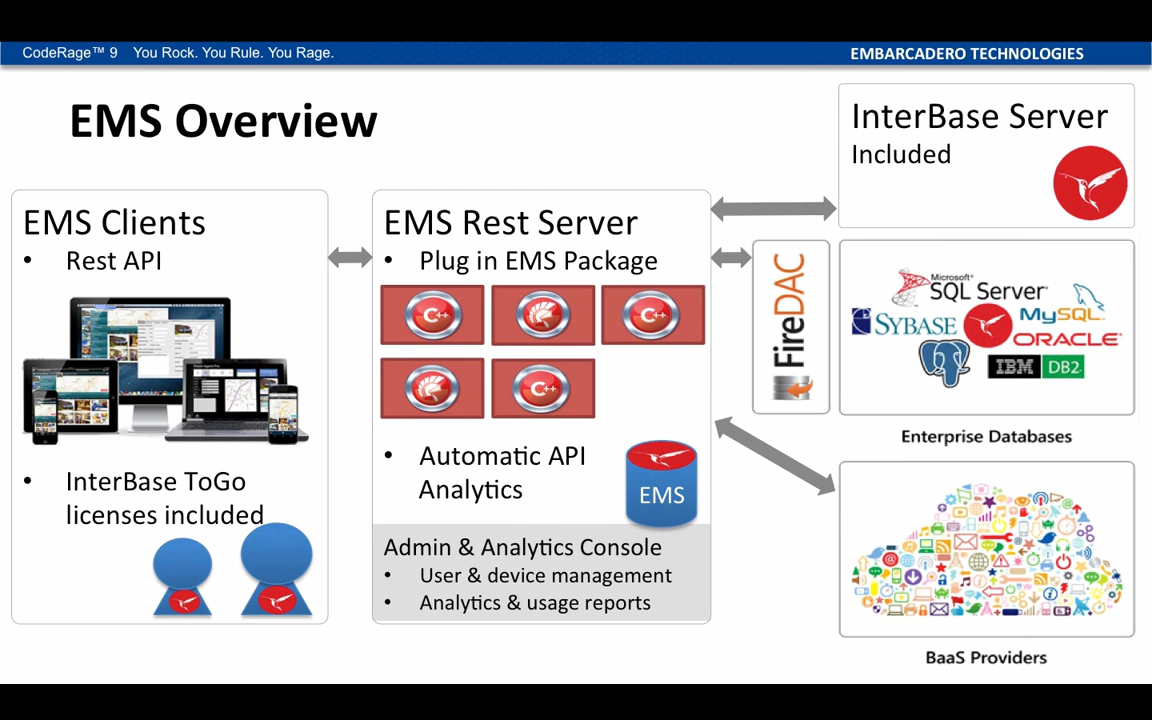 CodeRage™ 9 You Rock. You Rule. You Rage.
EMBARCADERO TECHNOLOGIES
EMS Overview
InterBase Server
Included
EMS Clients
• Rest API
• InterBase ToGo
licenses included
EMS Rest Server
• Plug in EMS Package
C++
C++
C++
• Automatic API
Analytics
EMS
Admin & Analytics Console
• User & device management
• Analytics & usage reports
FireDAC
Microsoft®
SQL Server®
SYBASE
MySQL
ORACLE®
IBM DB2
Enterprise Databases
BaaS Providers